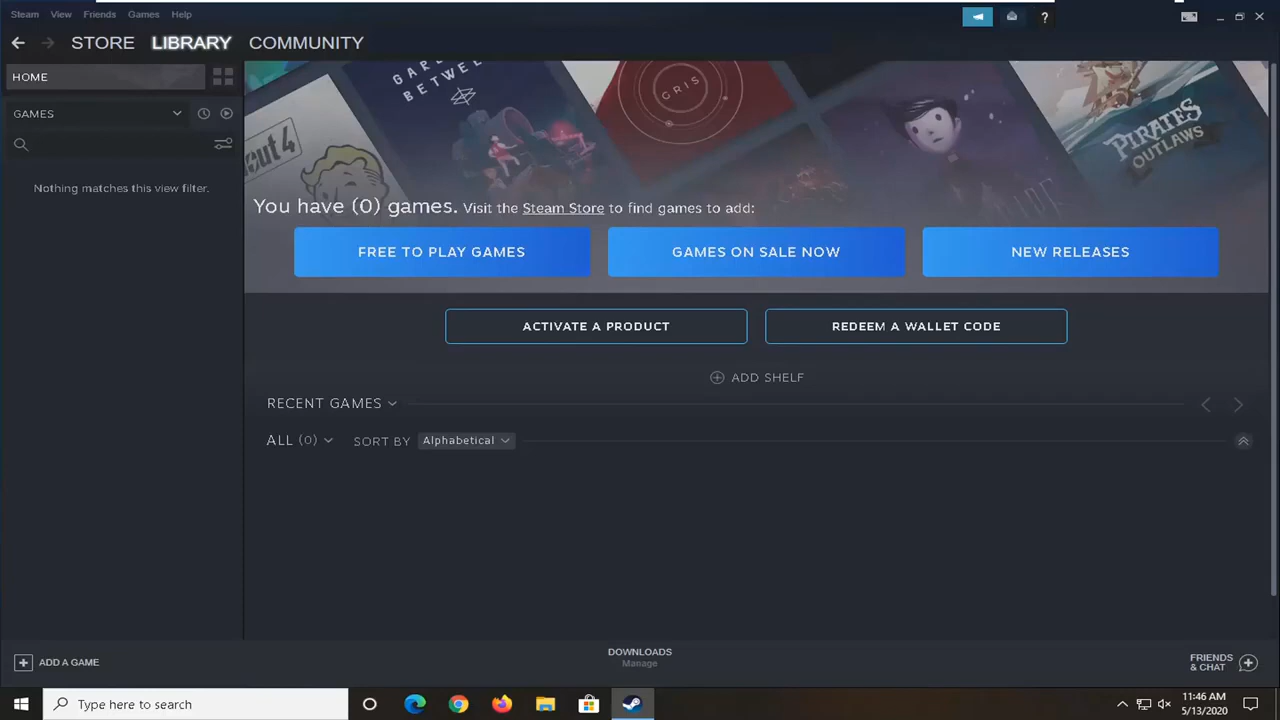 Steam View Friends Games Help
STORE LIBRARY COMMUNITY
HOME
GAMES
Nothing matches this view filter.
GRIS
BETWEEN
PIRATES
OUTLAWS
You have (0) games. Visit the Steam Store to find games to add:
FREE TO PLAY GAMES
GAMES ON SALE NOW
NEW RELEASES
ACTIVATE A PRODUCT
REDEEM A WALLET CODE
ADD SHELF
RECENT GAMES
ALL (0) SORT BY Alphabetical
ADD A GAME
DOWNLOADS
Manage
FRIENDS
& CHAT
Type here to search
11:46 AM
5/13/2020